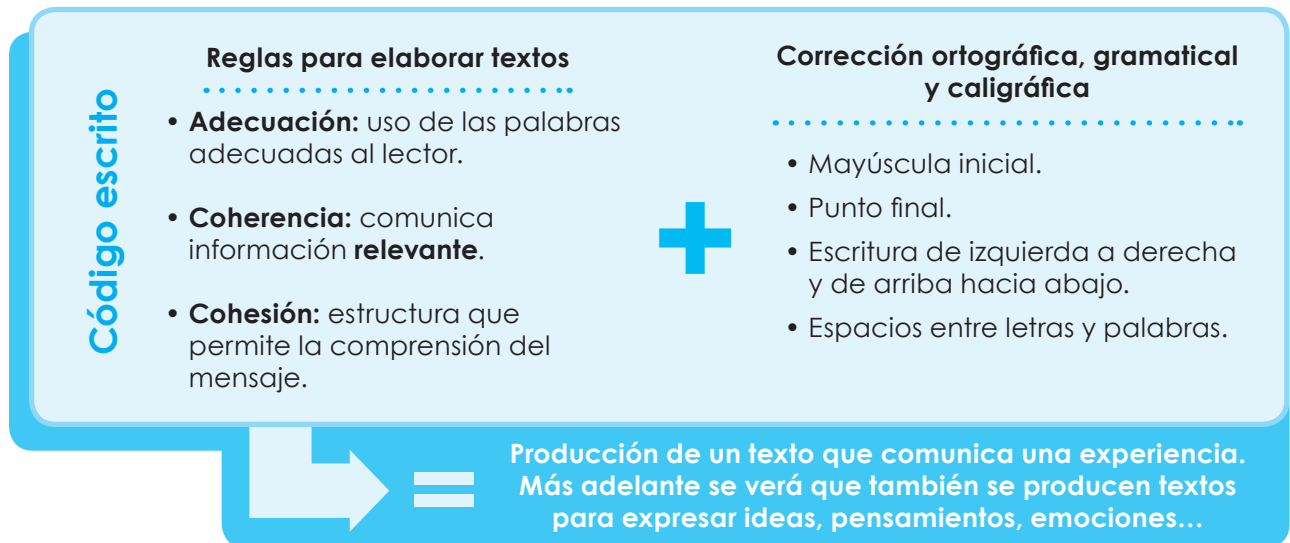 Código escrito
Reglas para elaborar textos
• Adecuación: uso de las palabras
adecuadas al lector.
• Coherencia: comunica
información relevante.
• Cohesión: estructura que
permite la comprensión del
mensaje.
+
Corrección ortográfica, gramatical
y caligráfica
• Mayúscula inicial.
• Punto final.
• Escritura de izquierda a derecha
y de arriba hacia abajo.
• Espacios entre letras y palabras.
=
Producción de un texto que comunica una experiencia.
Más adelante se verá que también se producen textos
para expresar ideas, pensamientos, emociones…